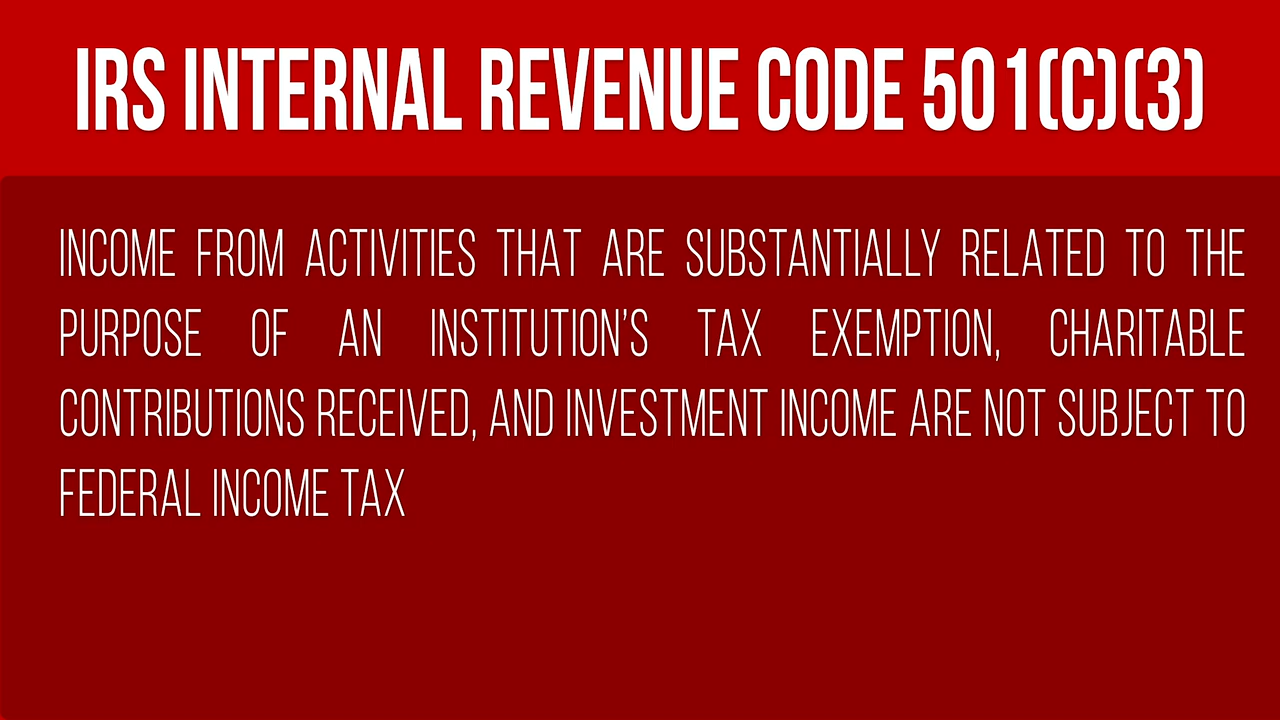 IRS INTERNAL REVENUE CODE 501(C)(3)
INCOME FROM ACTIVITIES THAT ARE SUBSTANTIALLY RELATED TO THE
PURPOSE OF AN INSTITUTION’S TAX EXEMPTION, CHARITABLE
CONTRIBUTIONS RECEIVED, AND INVESTMENT INCOME ARE NOT SUBJECT TO
FEDERAL INCOME TAX